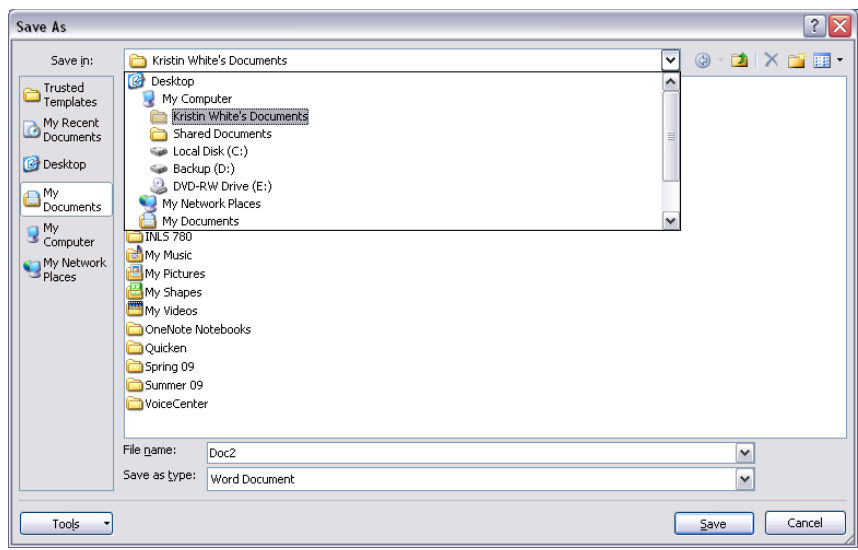 Save As
Save in:
Kristin White's Documents
Trusted
Templates
My Recent
Documents
Desktop
My
Documents
My
Computer
My Network
Places
Desktop
My Computer
Kristin White's Documents
Shared Documents
Local Disk (C:)
Backup (D:)
DVD-RW Drive (E:)
My Network Places
My Documents
INLS 780
My Music
My Pictures
My Shapes
My Videos
OneNote Notebooks
Quicken
Spring 09
Summer 09
VoiceCenter
File name:
Doc2
Save as type:
Word Document
Tools
Save
Cancel